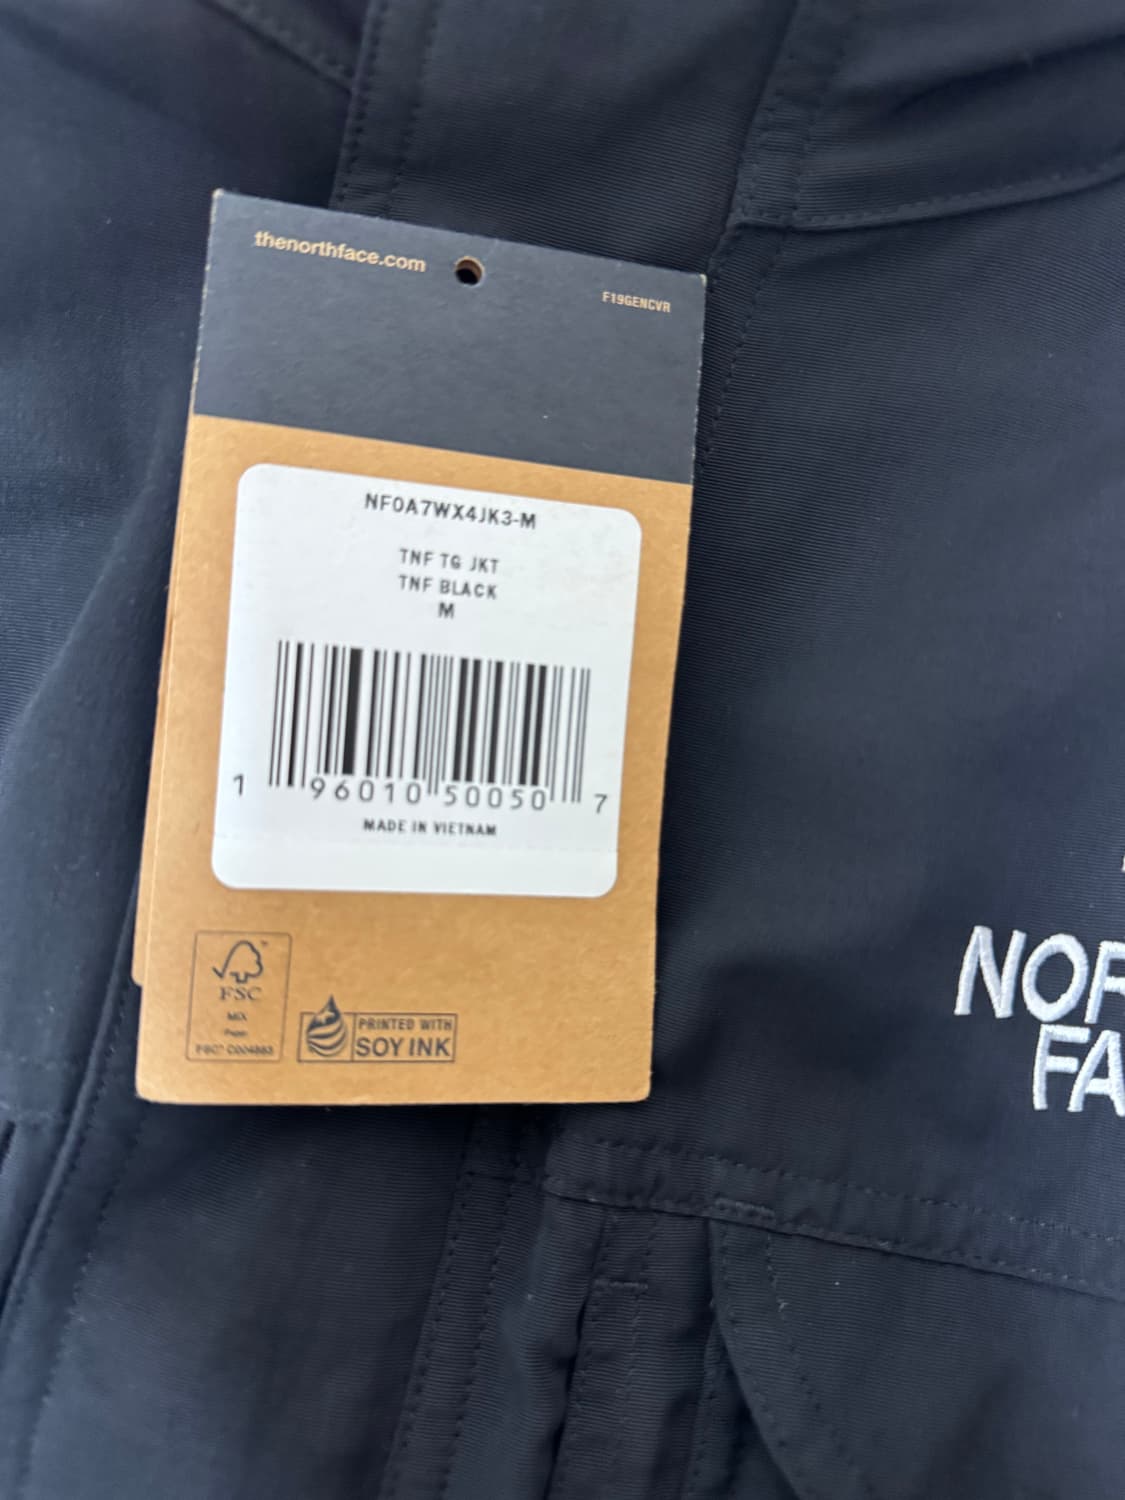 thenorthface.com
F19GENCVR
NF0A7WX4JK3-M
TNF TG JKT
TNF BLACK
M
1 96010 50050 7
MADE IN VIETNAM
FSC
MIX
PRINTED WITH
SOY INK
NOR
FA